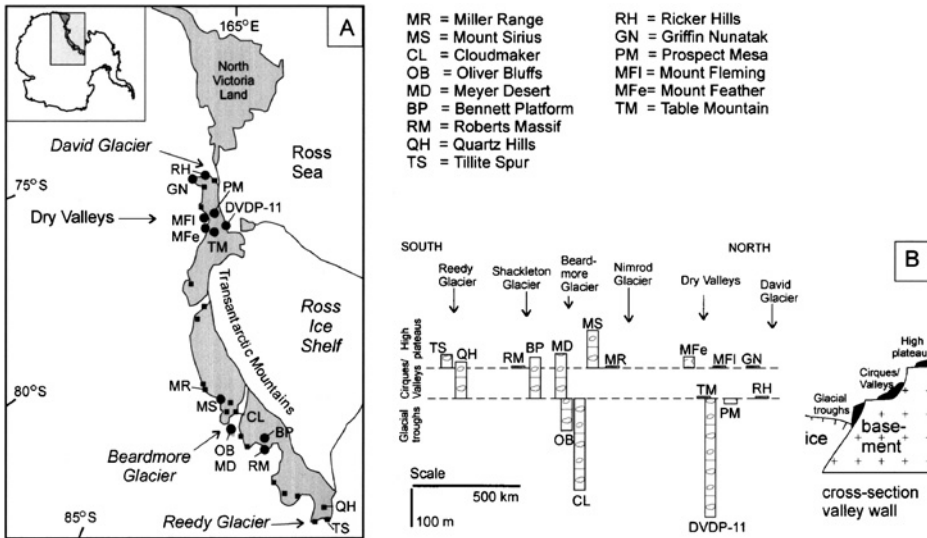 165°E
A
North
Victoria
Land
David Glacier
Ross
Sea
RH
GN
75°S
PM
Dry Valleys
DVDP-11
MFl
MFe
TM
Transantarctic Mountains
Ross
Ice
Shelf
80°S
MR
MS
CL
BP
Beardmore
Glacier
OB
MD
RM
QH
85°S
Reedy Glacier
TS
MR = Miller Range
MS = Mount Sirius
CL = Cloudmaker
OB = Oliver Bluffs
MD = Meyer Desert
BP = Bennett Platform
RM = Roberts Massif
QH = Quartz Hills
TS = Tillite Spur
RH = Ricker Hills
GN = Griffin Nunatak
PM = Prospect Mesa
MFl = Mount Fleming
MFe= Mount Feather
TM = Table Mountain
SOUTH
NORTH
B
Reedy
Glacier
Shackleton
Glacier
Beard-
more
Glacier
Nimrod
Glacier
Dry Valleys
David
Glacier
High
plateaus
Cirques/
Valleys
Glacial
troughs
TS
QH
RM
BP
MD
MS
MR
MFe
MFl
GN
TM
PM
RH
OB
CL
DVDP-11
Scale
500 km
100 m
High
plateau
Cirques/
Valleys
Glacial
troughs
ice
base-
ment
cross-section
valley wall